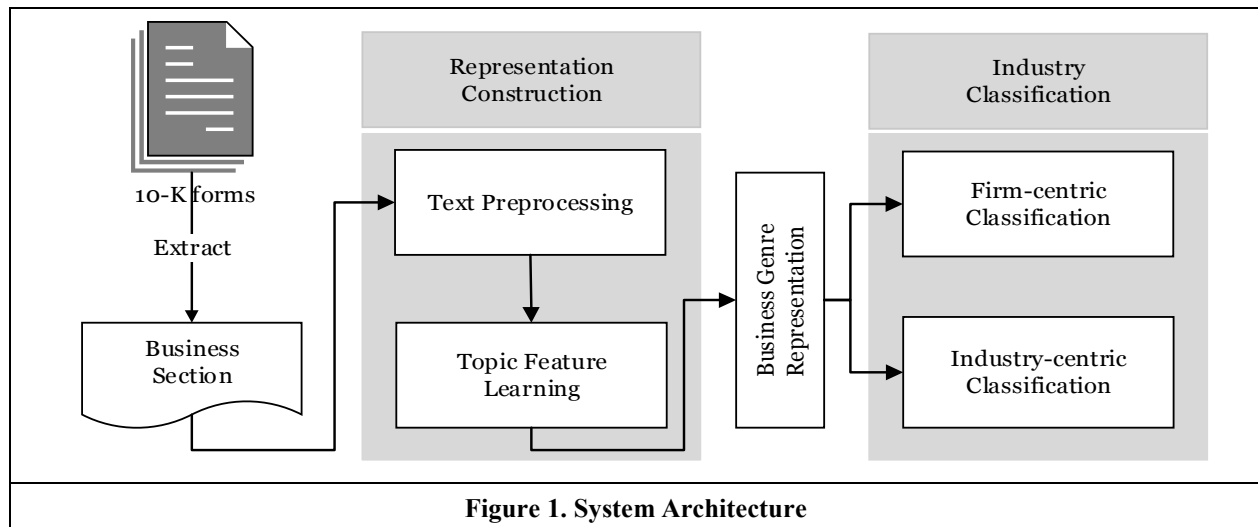 10-K forms
Extract
Business
Section
Representation
Construction
Text Preprocessing
Topic Feature
Learning
Business Genre
Representation
Industry
Classification
Firm-centric
Classification
Industry-centric
Classification
Figure 1. System Architecture